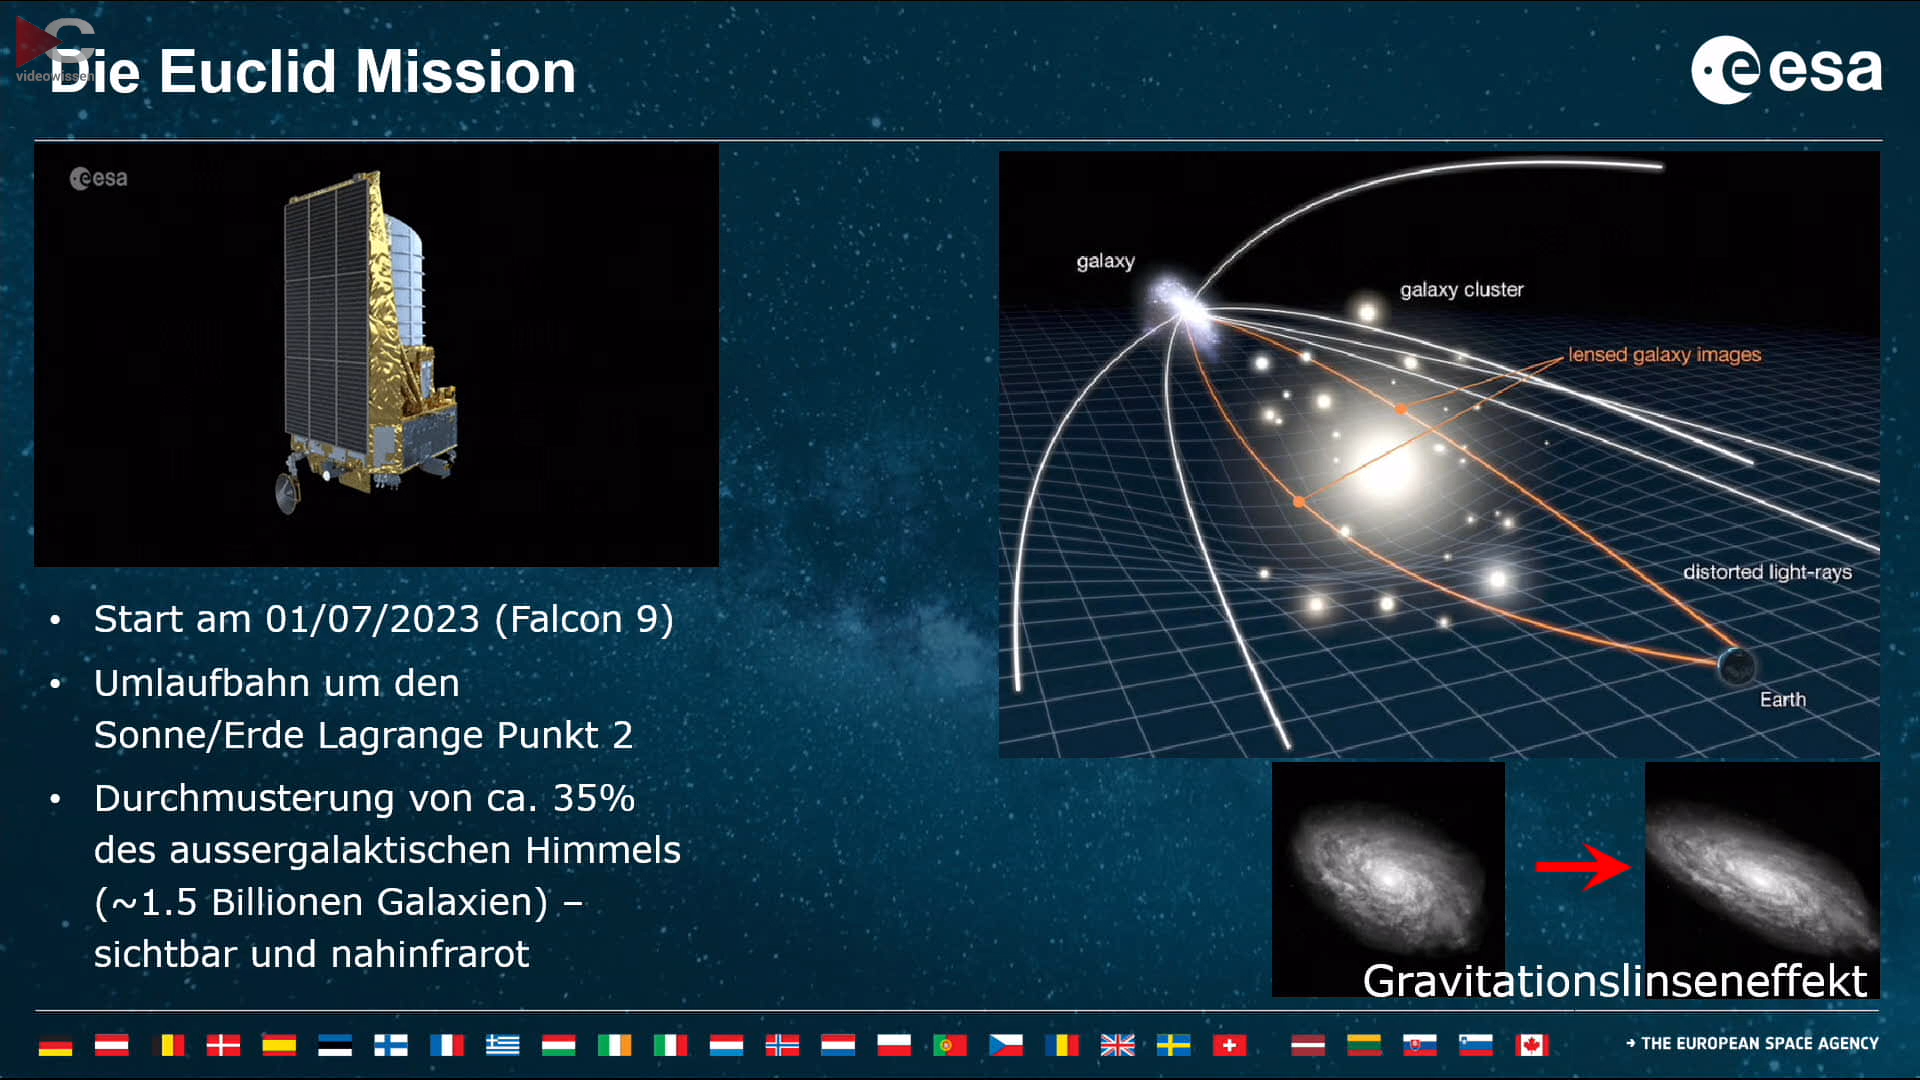 videowissen
Die Euclid Mission
esa
esa
galaxy
galaxy cluster
lensed galaxy images
distorted light-rays
Earth
• Start am 01/07/2023 (Falcon 9)
• Umlaufbahn um den
Sonne/Erde Lagrange Punkt 2
• Durchmusterung von ca. 35%
des aussergalaktischen Himmels
(~1.5 Billionen Galaxien) –
sichtbar und nahinfrarot
Gravitationslinseneffekt
→ THE EUROPEAN SPACE AGENCY